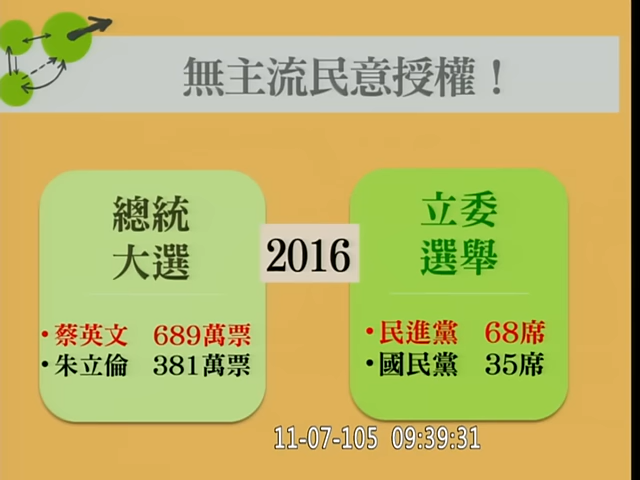 無主流民意授權！
總統
大選
• 蔡英文 689萬票
• 朱立倫 381萬票
2016
立委
選舉
• 民進黨 68席
• 國民黨 35席
11-07-105 09:39:31